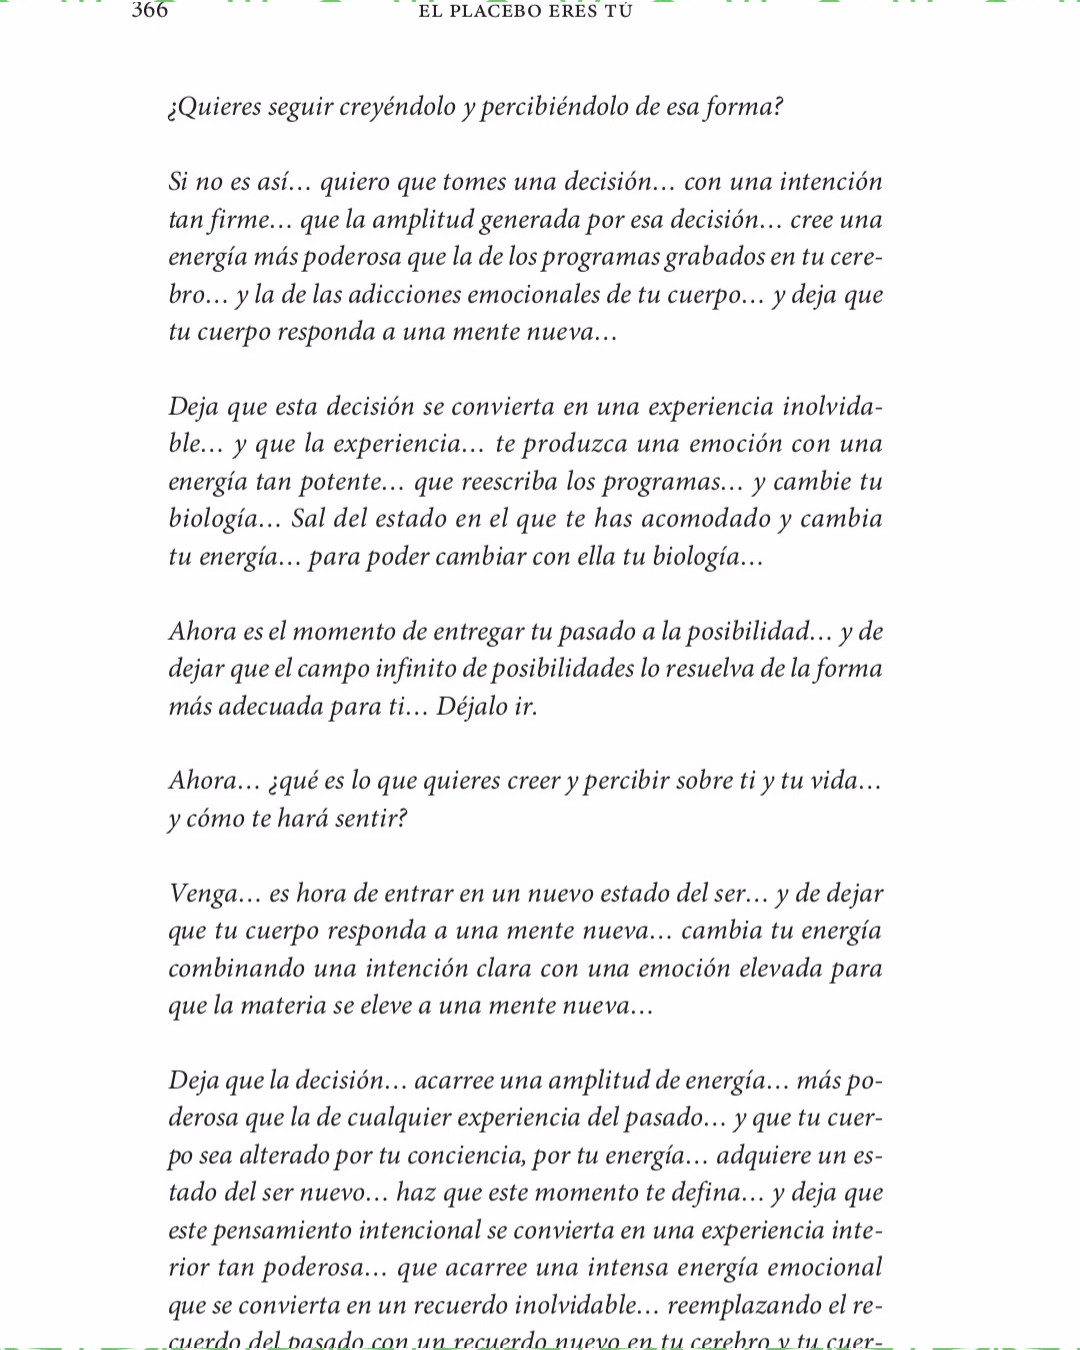 366
EL PLACEBO ERES TÚ
¿Quieres seguir creyéndolo y percibiéndolo de esa forma?
Si no es así… quiero que tomes una decisión… con una intención
tan firme… que la amplitud generada por esa decisión… cree una
energía más poderosa que la de los programas grabados en tu cere-
bro… y la de las adicciones emocionales de tu cuerpo… y deja que
tu cuerpo responda a una mente nueva…
Deja que esta decisión se convierta en una experiencia inolvida-
ble… y que la experiencia… te produzca una emoción con una
energía tan potente… que reescriba los programas… y cambie tu
biología… Sal del estado en el que te has acomodado y cambia
tu energía… para poder cambiar con ella tu biología…
Ahora es el momento de entregar tu pasado a la posibilidad… y de
dejar que el campo infinito de posibilidades lo resuelva de la forma
más adecuada para ti… Déjalo ir.
Ahora… ¿qué es lo que quieres creer y percibir sobre ti y tu vida…
y cómo te hará sentir?
Venga… es hora de entrar en un nuevo estado del ser… y de dejar
que tu cuerpo responda a una mente nueva… cambia tu energía
combinando una intención clara con una emoción elevada para
que la materia se eleve a una mente nueva…
Deja que la decisión… acarree una amplitud de energía… más po-
derosa que la de cualquier experiencia del pasado… y que tu cuer-
po sea alterado por tu conciencia, por tu energía… adquiere un es-
tado del ser nuevo… haz que este momento te defina… y deja que
este pensamiento intencional se convierta en una experiencia inte-
rior tan poderosa… que acarree una intensa energía emocional
que se convierta en un recuerdo inolvidable… reemplazando el re-
cuerdo del pasado con un recuerdo nuevo en tu cerebro y tu cuer-